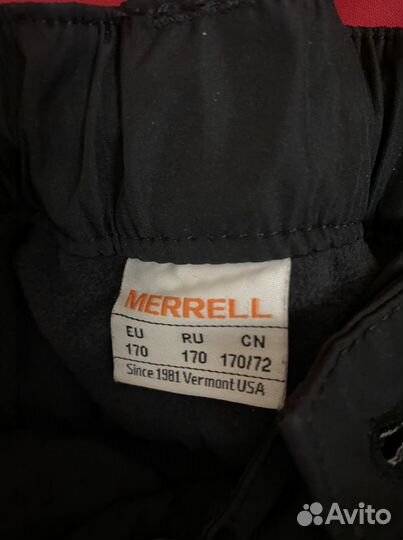 MERRELL
EU RU CN
170 170 170/72
Since 1981 Vermont USA
Avito